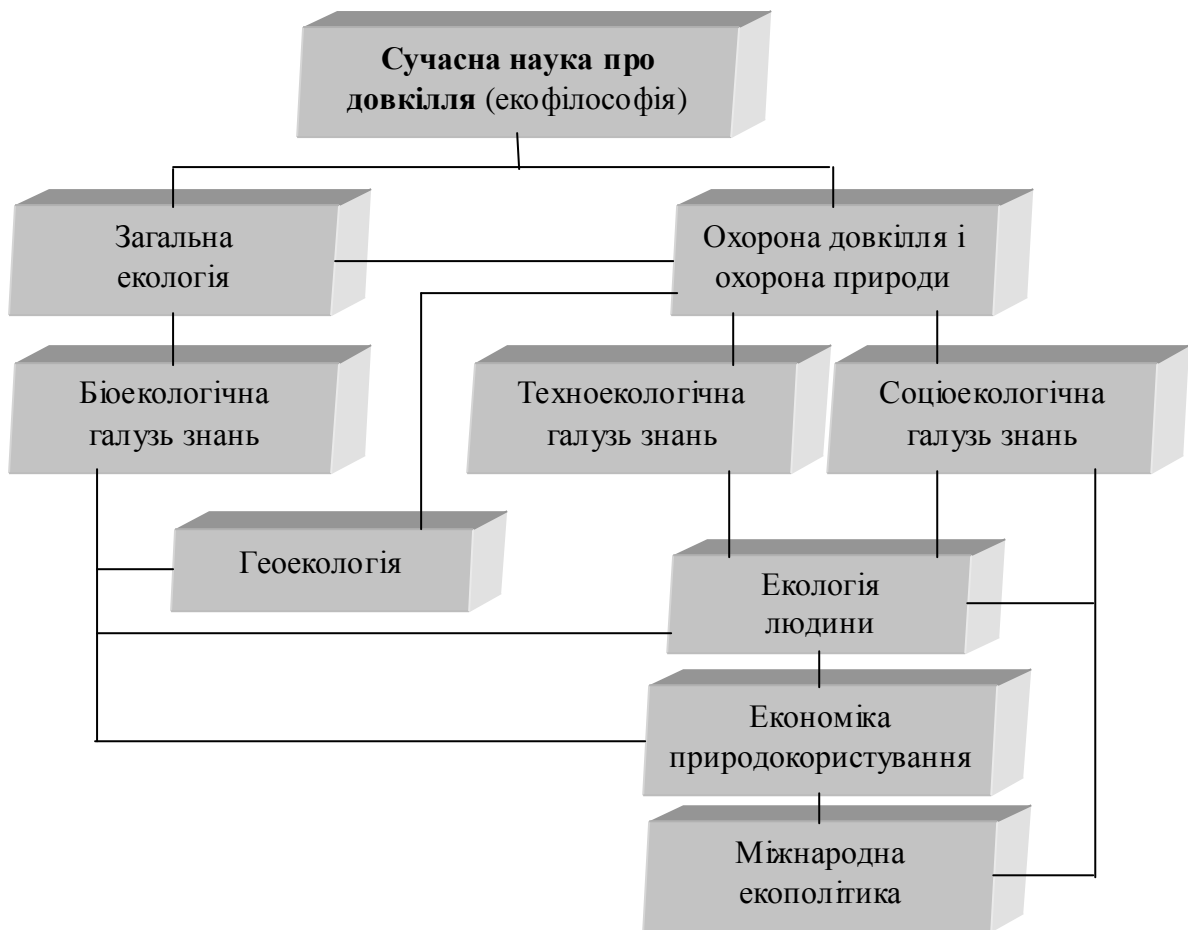 Сучасна наука про
довкілля (екофілософія)
Загальна
екологія
Охорона довкілля і
охорона природи
Біоекологічна
галузь знань
Техноекологічна
галузь знань
Соціоекологічна
галузь знань
Геоекологія
Екологія
людини
Економіка
природокористування
Міжнародна
екополітика